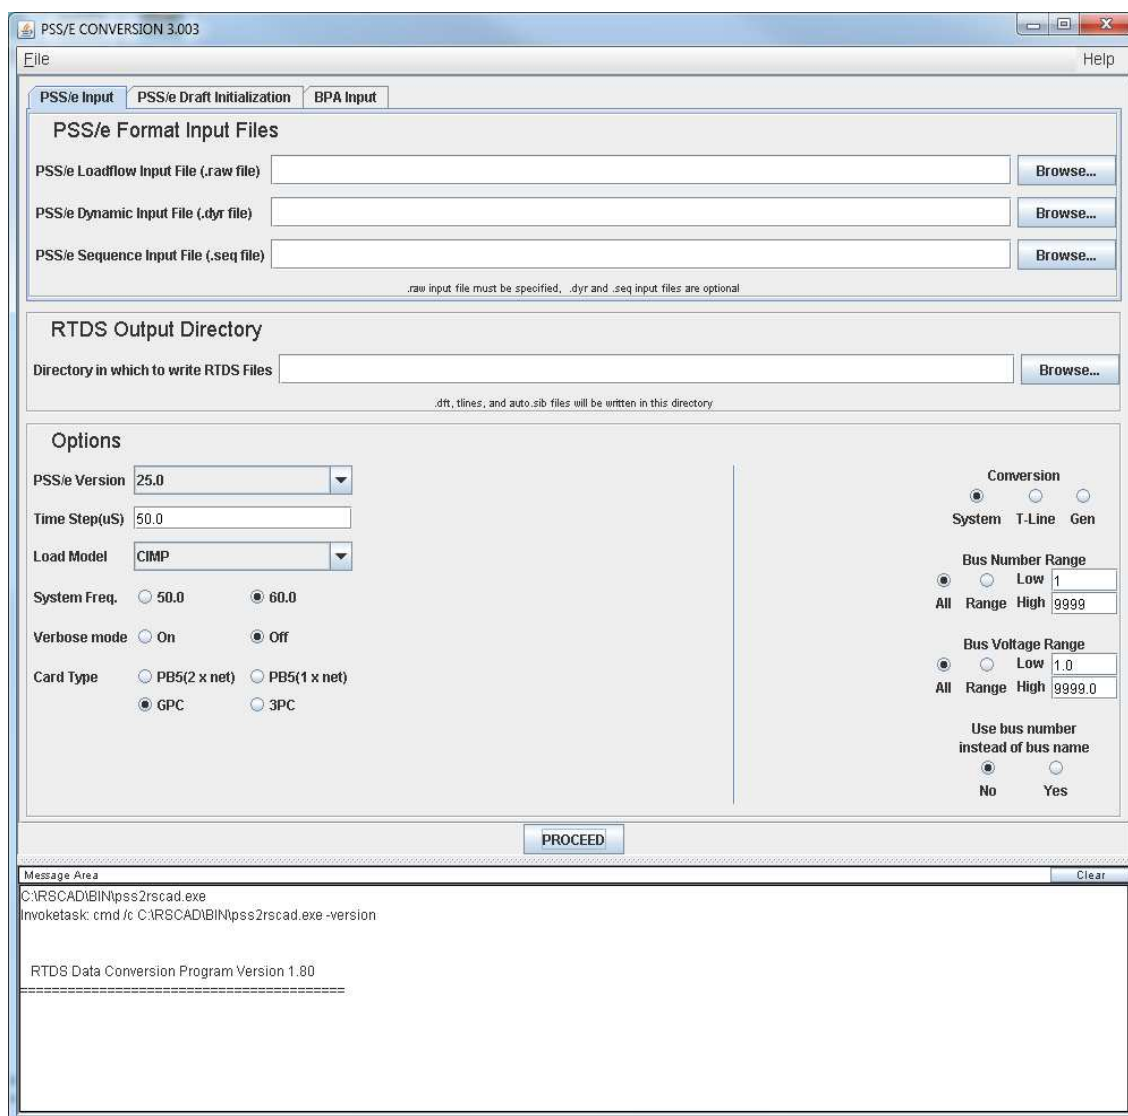 PSS/E CONVERSION 3.003
File Help
PSS/e Input PSS/e Draft Initialization BPA Input
PSS/e Format Input Files
PSS/e Loadflow Input File (.raw file) Browse...
PSS/e Dynamic Input File (.dyr file) Browse...
PSS/e Sequence Input File (.seq file) Browse...
.raw input file must be specified, .dyr and .seq input files are optional
RTDS Output Directory
Directory in which to write RTDS Files Browse...
.dft, tlines, and auto.sib files will be written in this directory
Options
PSS/e Version 25.0
Time Step(uS) 50.0
Load Model CIMP
System Freq. 50.0 60.0
Verbose mode On Off
Card Type PB5(2 x net) PB5(1 x net)
GPC 3PC
Conversion
System T-Line Gen
Bus Number Range
Low 1
All Range High 9999
Bus Voltage Range
Low 1.0
All Range High 9999.0
Use bus number
instead of bus name
No Yes
PROCEED
Message Area Clear
C:\RSCAD\BIN\pss2rscad.exe
Invoketask: cmd /c C:\RSCAD\BIN\pss2rscad.exe -version
RTDS Data Conversion Program Version 1.80
=========================================